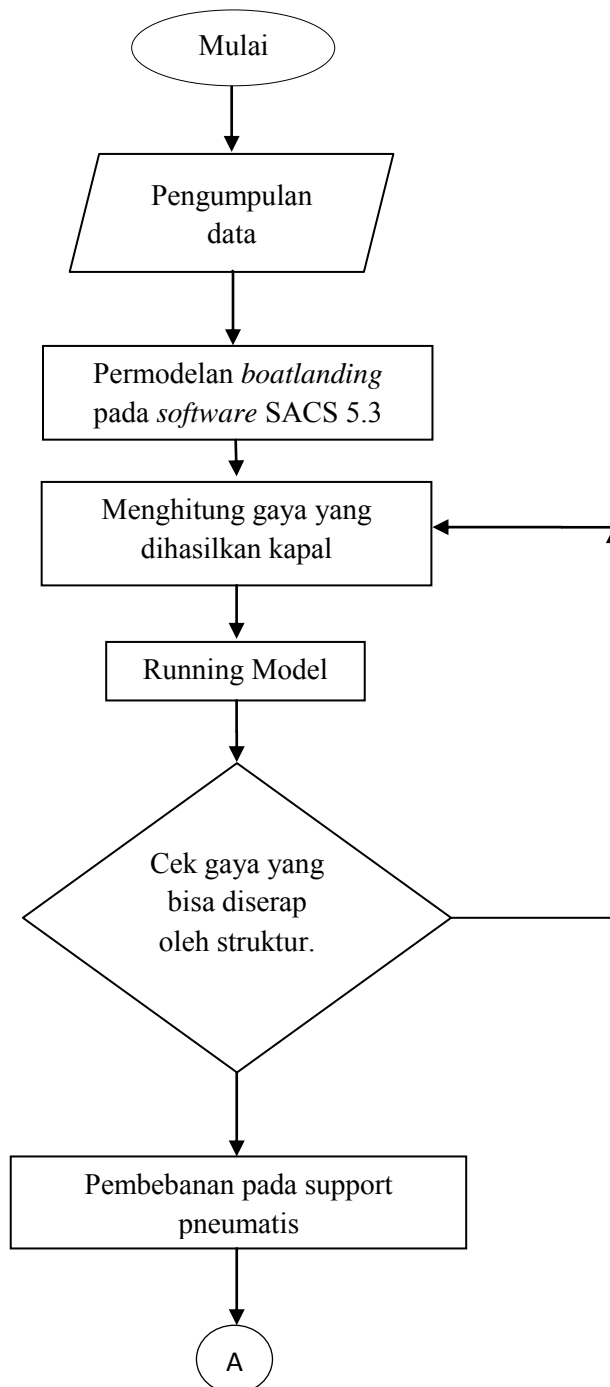 Mulai
Pengumpulan
data
Permodelan boatlanding
pada software SACS 5.3
Menghitung gaya yang
dihasilkan kapal
Running Model
Cek gaya yang
bisa diserap
oleh struktur.
Pembebanan pada support
pneumatis
A